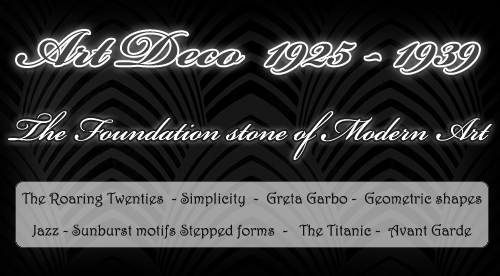 Art Deco 1925 - 1939
The Foundation stone of Modern Art
The Roaring Twenties - Simplicity - Greta Garbo - Geometric shapes
Jazz - Sunburst motifs Stepped forms - The Titanic - Avant Garde